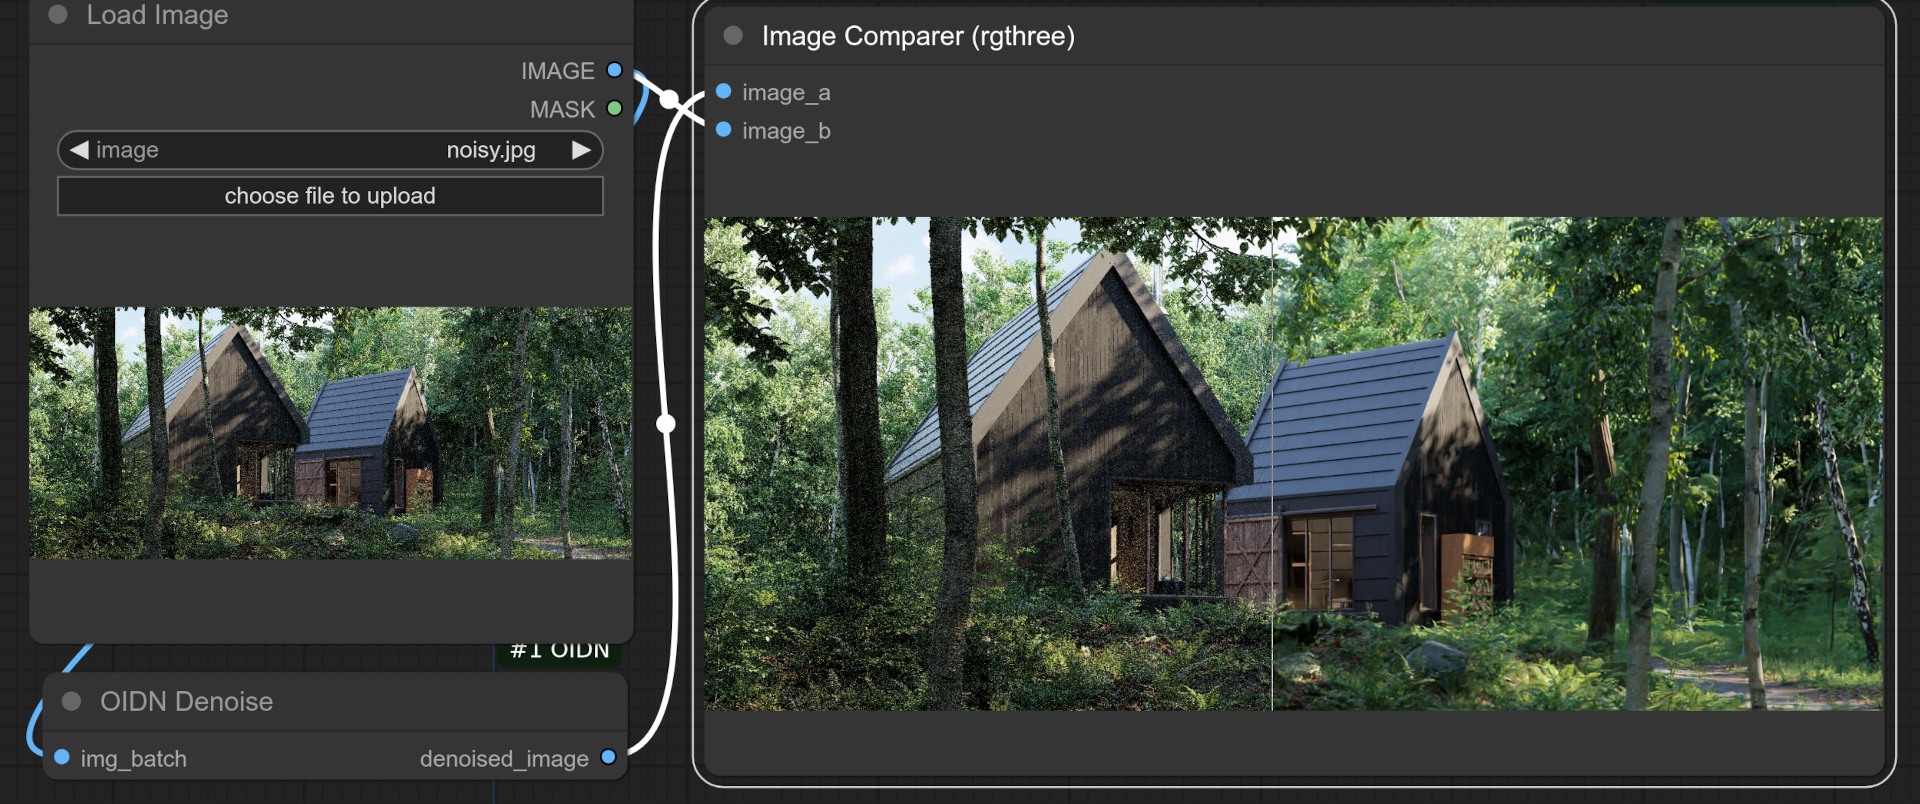 Load Image
IMAGE
MASK
image noisy.jpg
choose file to upload
#1 OIDN
OIDN Denoise
img_batch denoised_image
Image Comparer (rgthree)
image_a
image_b